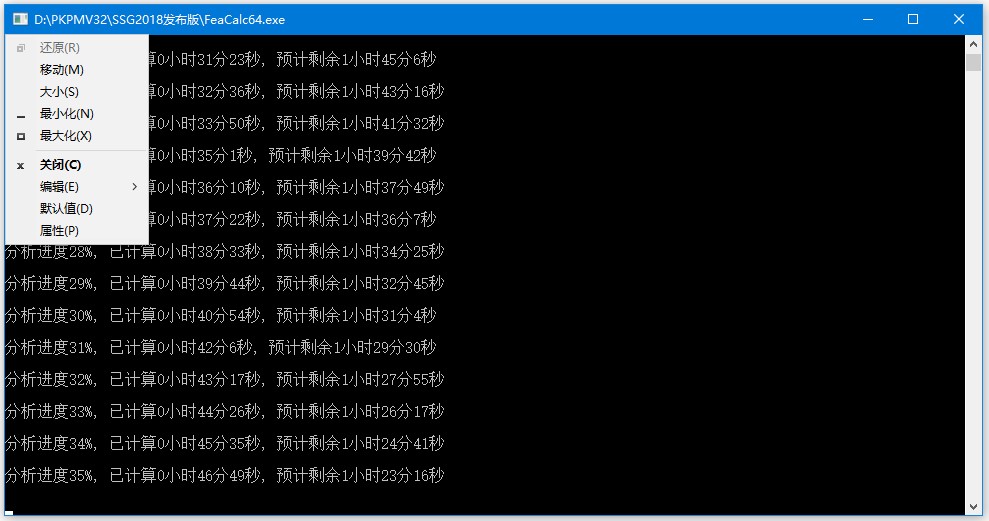 D:\PKPMV32\SSG2018发布版\FeaCalc64.exe
还原(R)
移动(M)
大小(S)
最小化(N)
最大化(X)
关闭(C)
编辑(E)
默认值(D)
属性(P)
算0小时31分23秒, 预计剩余1小时45分6秒
算0小时32分36秒, 预计剩余1小时43分16秒
算0小时33分50秒, 预计剩余1小时41分32秒
算0小时35分1秒, 预计剩余1小时39分42秒
算0小时36分10秒, 预计剩余1小时37分49秒
算0小时37分22秒, 预计剩余1小时36分7秒
分析进度28%, 已计算0小时38分33秒, 预计剩余1小时34分25秒
分析进度29%, 已计算0小时39分44秒, 预计剩余1小时32分45秒
分析进度30%, 已计算0小时40分54秒, 预计剩余1小时31分4秒
分析进度31%, 已计算0小时42分6秒, 预计剩余1小时29分30秒
分析进度32%, 已计算0小时43分17秒, 预计剩余1小时27分55秒
分析进度33%, 已计算0小时44分26秒, 预计剩余1小时26分17秒
分析进度34%, 已计算0小时45分35秒, 预计剩余1小时24分41秒
分析进度35%, 已计算0小时46分49秒, 预计剩余1小时23分16秒